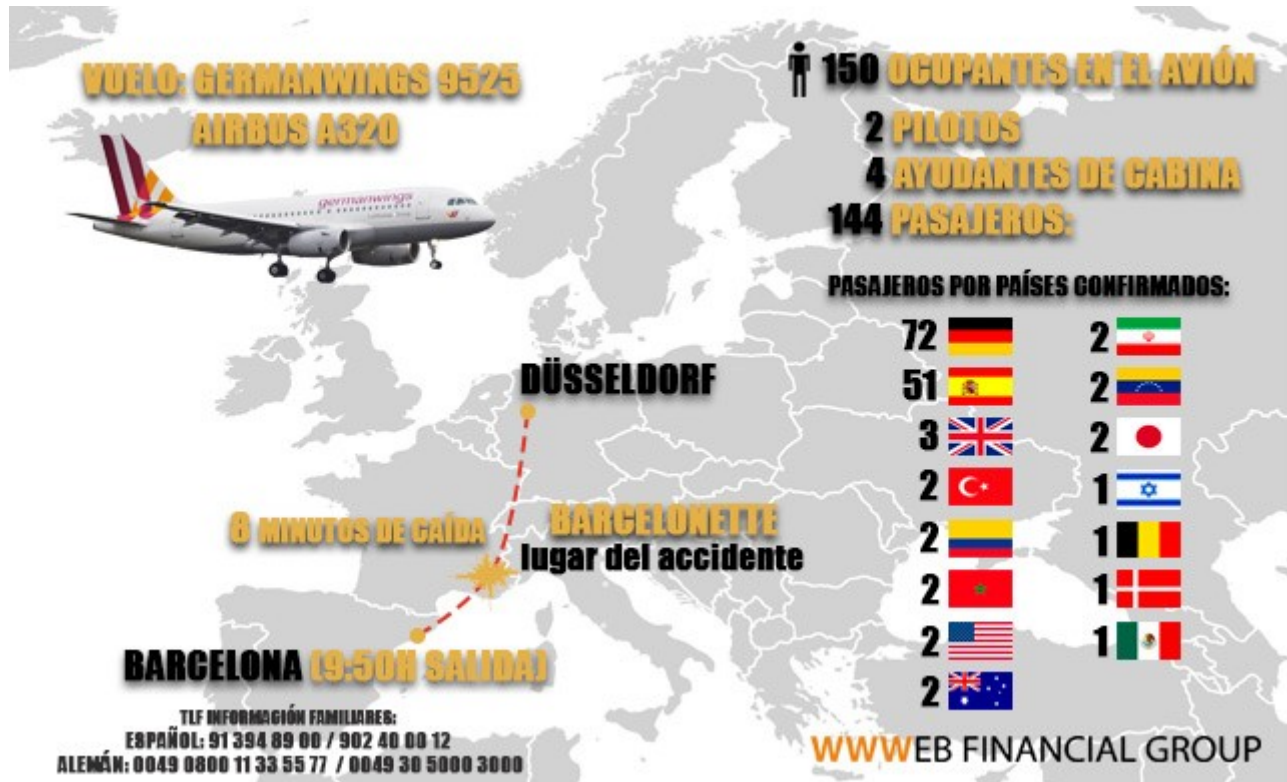 VUELO: GERMANWINGS 9525
AIRBUS A320
germanwings
150 OCUPANTES EN EL AVIÓN
2 PILOTOS
4 AYUDANTES DE CABINA
144 PASAJEROS:
PASAJEROS POR PAÍSES CONFIRMADOS:
72 2
51 2
3 2
2 1
2 1
2 1
2 1
2
DÜSSELDORF
8 MINUTOS DE CAÍDA
BARCELONETTE
lugar del accidente
BARCELONA (9:50H SALIDA)
TLF INFORMACIÓN FAMILIARES:
ESPAÑOL: 91 394 89 00 / 902 40 00 12
ALEMÁN: 0049 0800 11 33 55 77 / 0049 30 5000 3000
WWWEB FINANCIAL GROUP